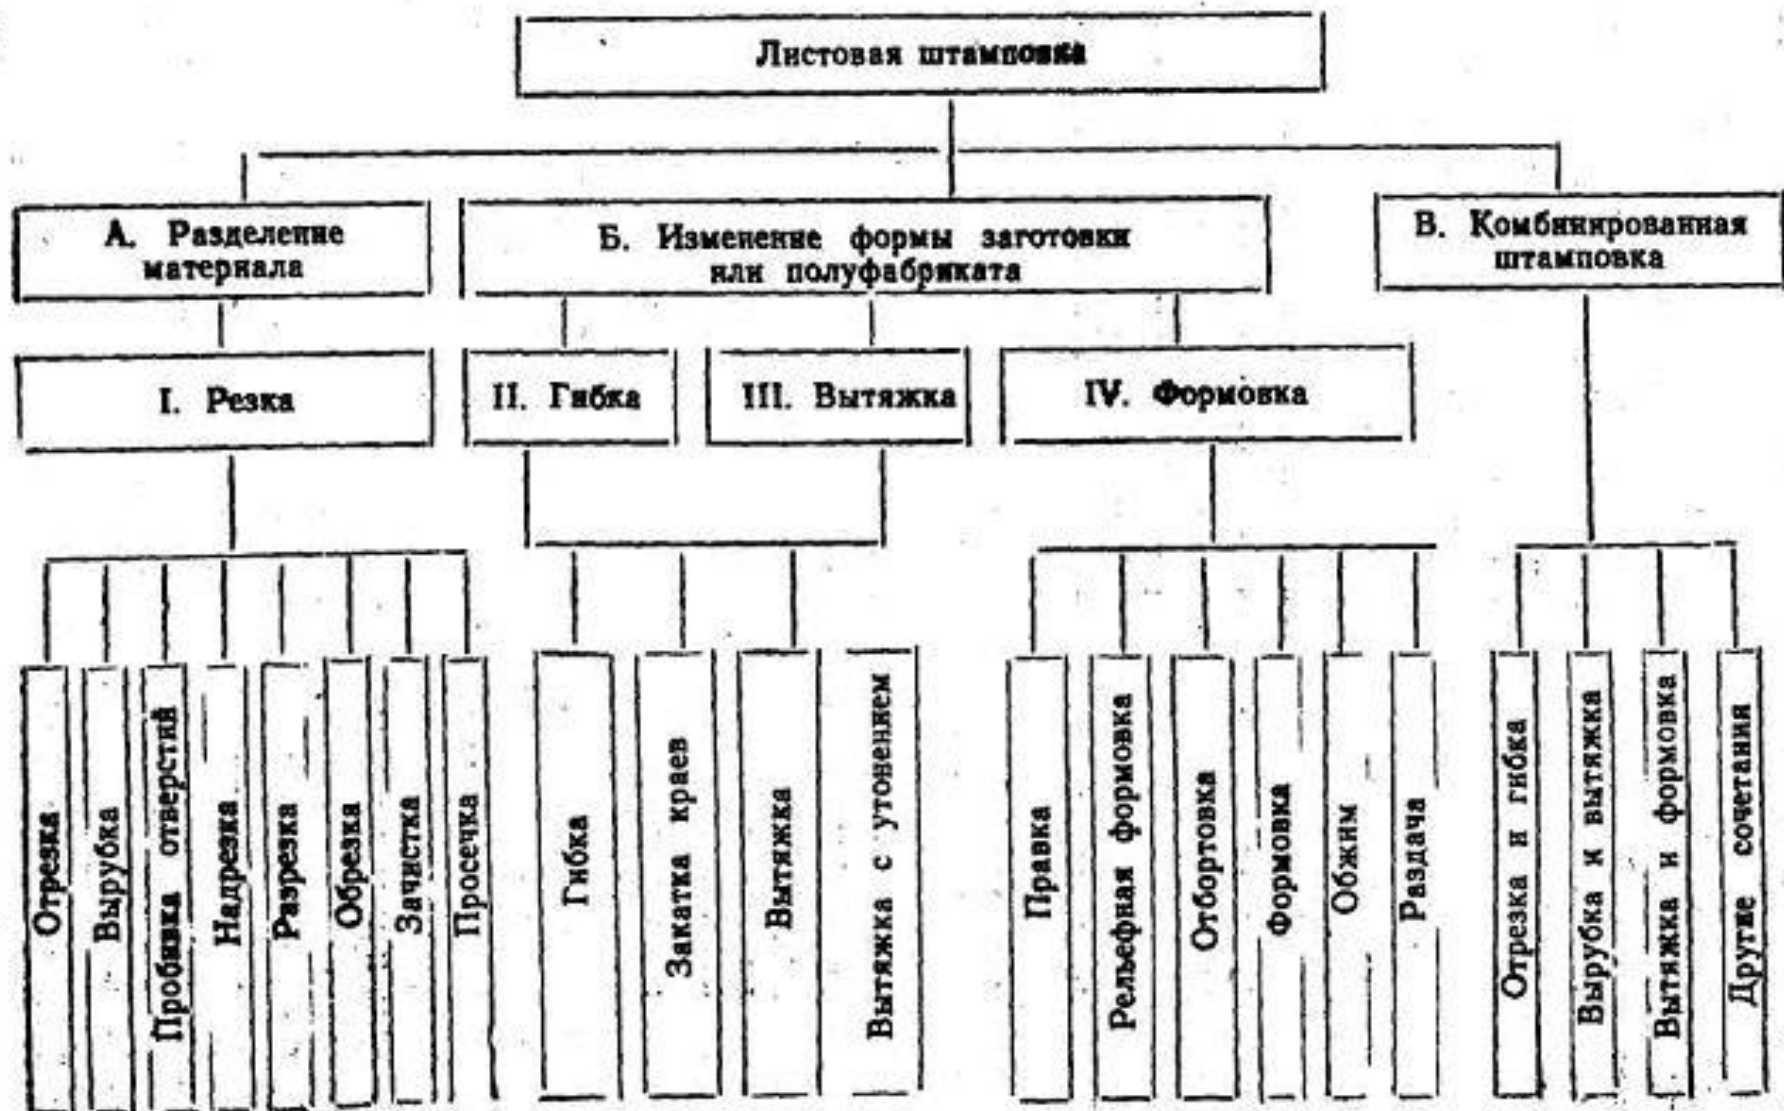 Листовая штамповка
А. Разделение
материала
Б. Изменение формы заготовки
или полуфабриката
В. Комбинированная
штамповка
I. Резка
II. Гибка
III. Вытяжка
IV. Формовка
Отрезка
Вырубка
Пробивка отверстий
Надрезка
Разрезка
Обрезка
Зачистка
Просечка
Гибка
Закатка краев
Вытяжка
Вытяжка с утонением
Правка
Рельефная формовка
Отбортовка
Формовка
Обжим
Раздача
Отрезка и гибка
Вырубка и вытяжка
Вытяжка и формовка
Другие сочетания